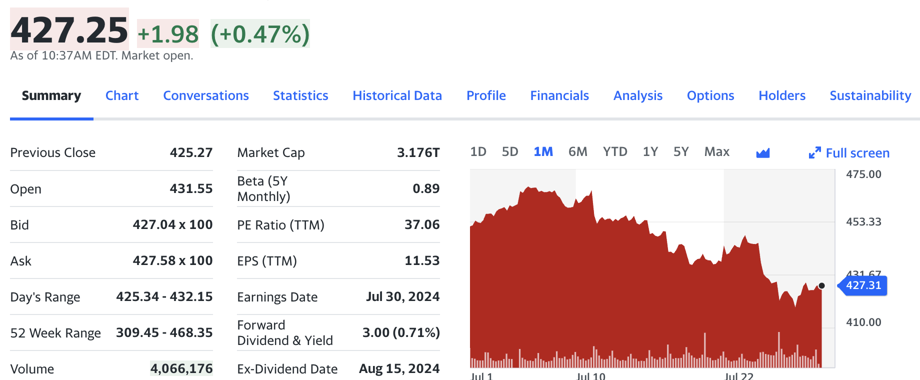 427.25 +1.98 (+0.47%)
As of 10:37AM EDT. Market open.
Summary Chart Conversations Statistics Historical Data Profile Financials Analysis Options Holders Sustainability
Previous Close 425.27
Open 431.55
Bid 427.04 x 100
Ask 427.58 x 100
Day's Range 425.34 - 432.15
52 Week Range 309.45 - 468.35
Volume 4,066,176
Market Cap 3.176T
Beta (5Y
Monthly) 0.89
PE Ratio (TTM) 37.06
EPS (TTM) 11.53
Earnings Date Jul 30, 2024
Forward
Dividend & Yield 3.00 (0.71%)
Ex-Dividend Date Aug 15, 2024
1D 5D 1M 6M YTD 1Y 5Y Max Full screen
475.00
453.33
431.67
427.31
410.00
Jul 1 Jul 10 Jul 22